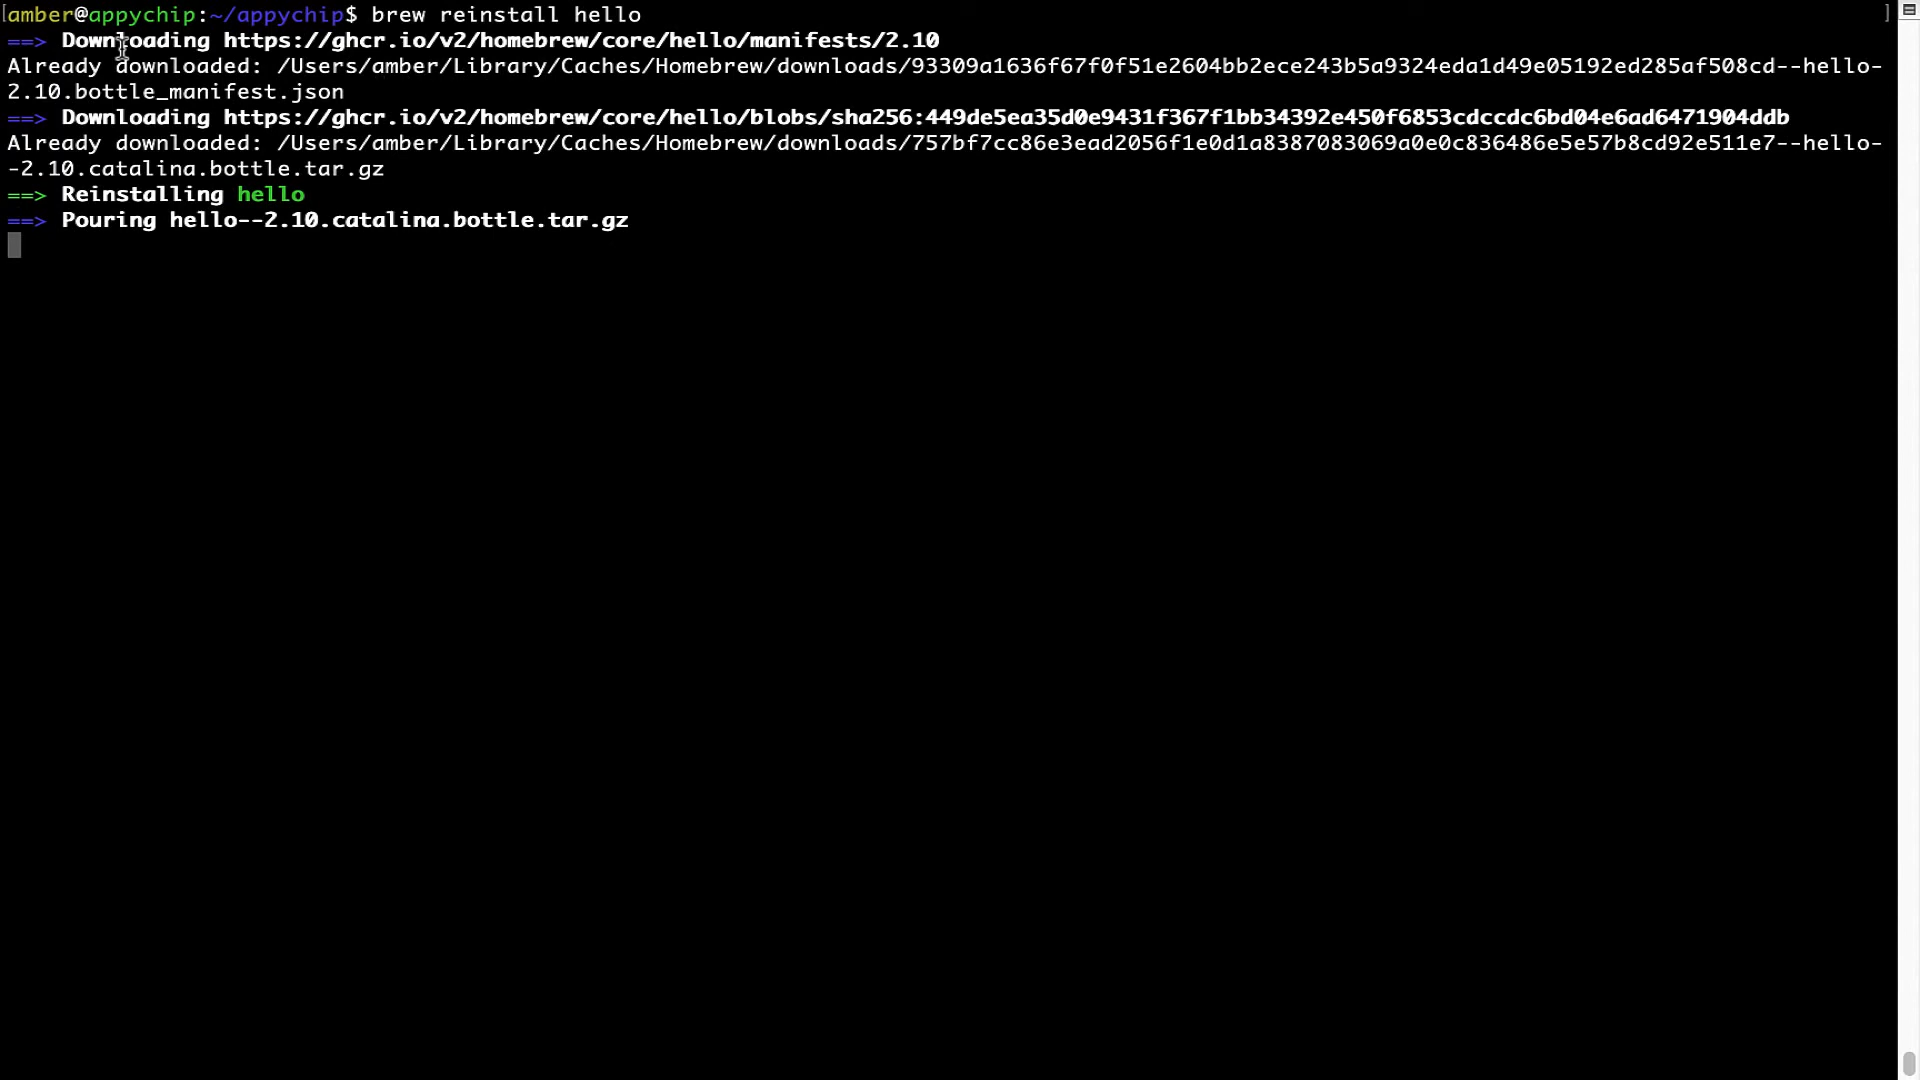 [amber@appychip:~/appychip$ brew reinstall hello ]
==> Downloading https://ghcr.io/v2/homebrew/core/hello/manifests/2.10
Already downloaded: /Users/amber/Library/Caches/Homebrew/downloads/93309a1636f67f0f51e2604bb2ece243b5a9324eda1d49e05192ed285af508cd--hello-
2.10.bottle_manifest.json
==> Downloading https://ghcr.io/v2/homebrew/core/hello/blobs/sha256:449de5ea35d0e9431f367f1bb34392e450f6853cdccdc6bd04e6ad6471904ddb
Already downloaded: /Users/amber/Library/Caches/Homebrew/downloads/757bf7cc86e3ead2056f1e0d1a8387083069a0e0c836486e5e57b8cd92e511e7--hello-
-2.10.catalina.bottle.tar.gz
==> Reinstalling hello
==> Pouring hello--2.10.catalina.bottle.tar.gz